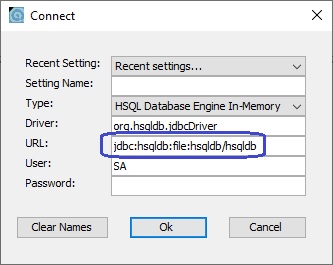 Connect
Recent Setting: Recent settings...
Setting Name:
Type: HSQL Database Engine In-Memory
Driver: org.hsqldb.jdbcDriver
URL: jdbc:hsqldb:file:hsqldb/hsqldb
User: SA
Password:
Clear Names Ok Cancel